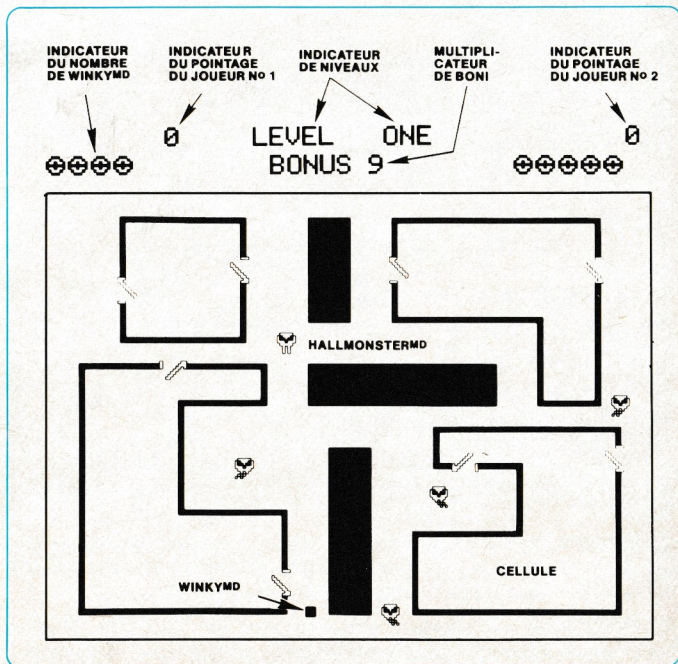 INDICATEUR
DU NOMBRE
DE WINKYMD
INDICATEUR
DU POINTAGE
DU JOUEUR No 1
INDICATEUR
DE NIVEAUX
MULTIPLI-
CATEUR
DE BONI
INDICATEUR
DU POINTAGE
DU JOUEUR No 2
0 LEVEL ONE 0
BONUS 9
HALLMONSTERMD
CELLULE
WINKYMD